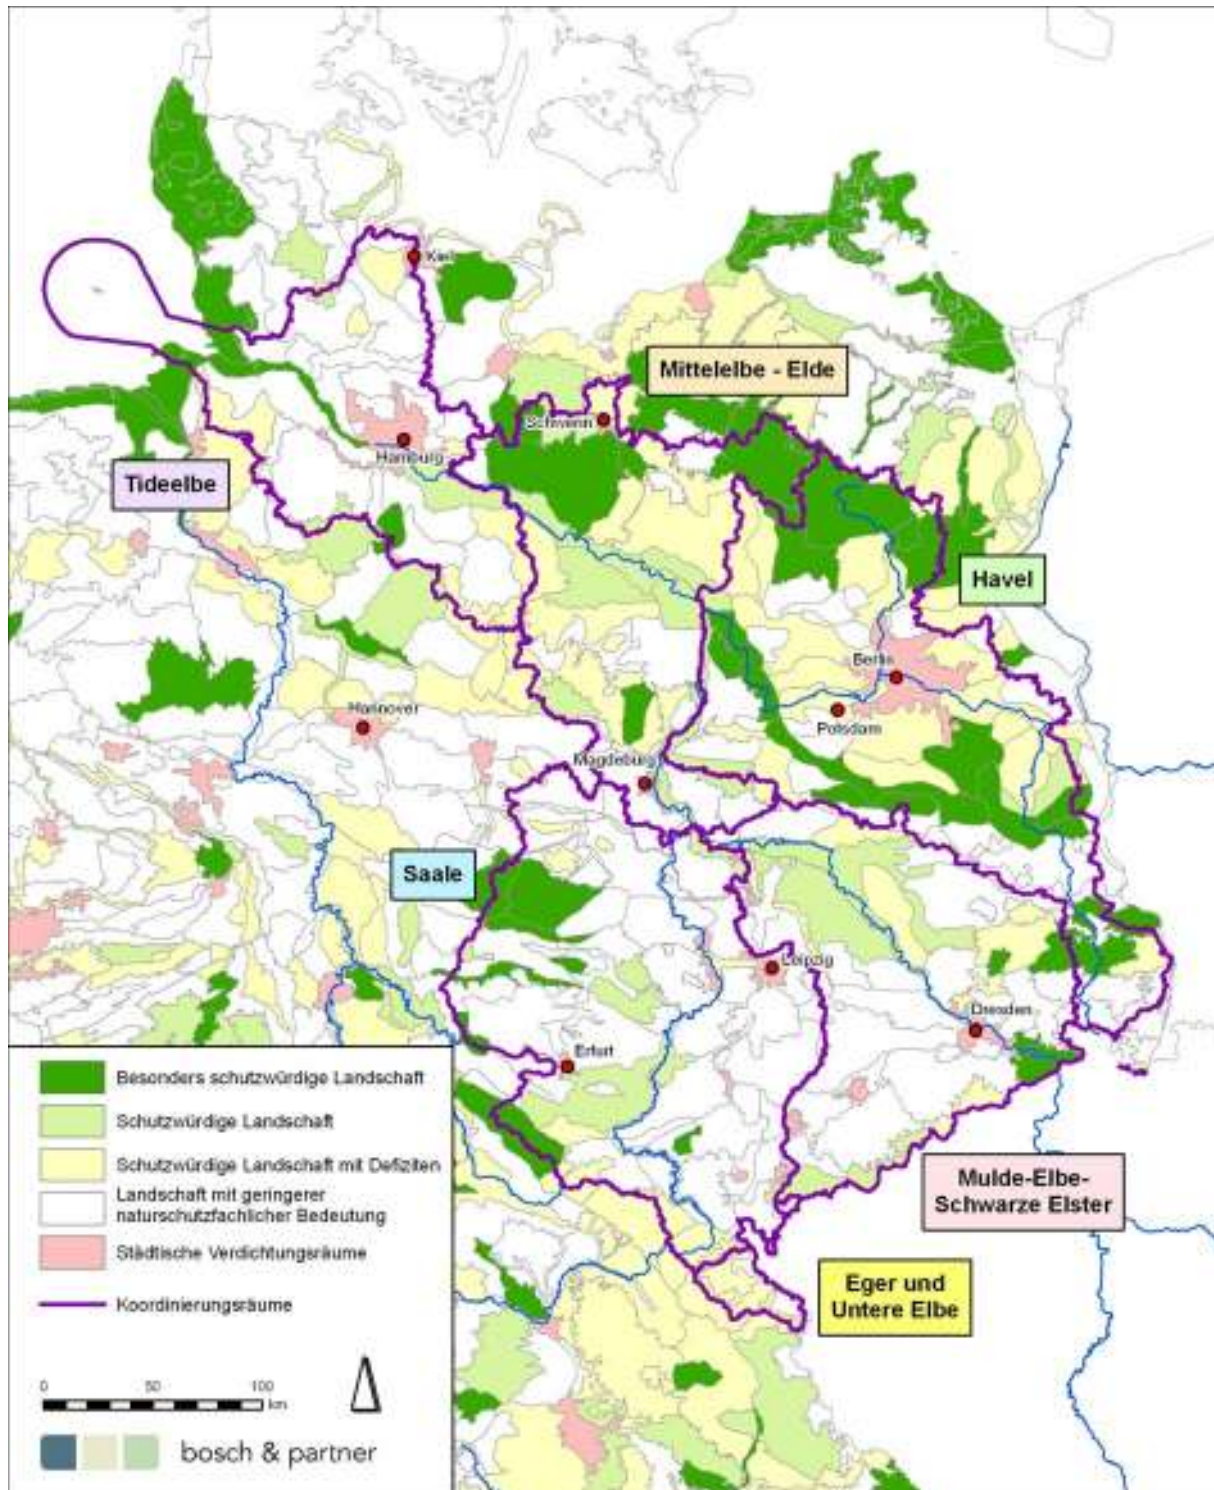 Kiel
Mittelelbe - Elde
Schwerin
Hamburg
Tideelbe
Havel
Berlin
Hannover
Potsdam
Magdeburg
Saale
Leipzig
Dresden
Erfurt
Besonders schutzwürdige Landschaft
Schutzwürdige Landschaft
Schutzwürdige Landschaft mit Defiziten
Landschaft mit geringerer
naturschutzfachlicher Bedeutung
Städtische Verdichtungsräume
Koordinierungsräume
Mulde-Elbe-
Schwarze Elster
Eger und
Untere Elbe
0 50 100
km
bosch & partner